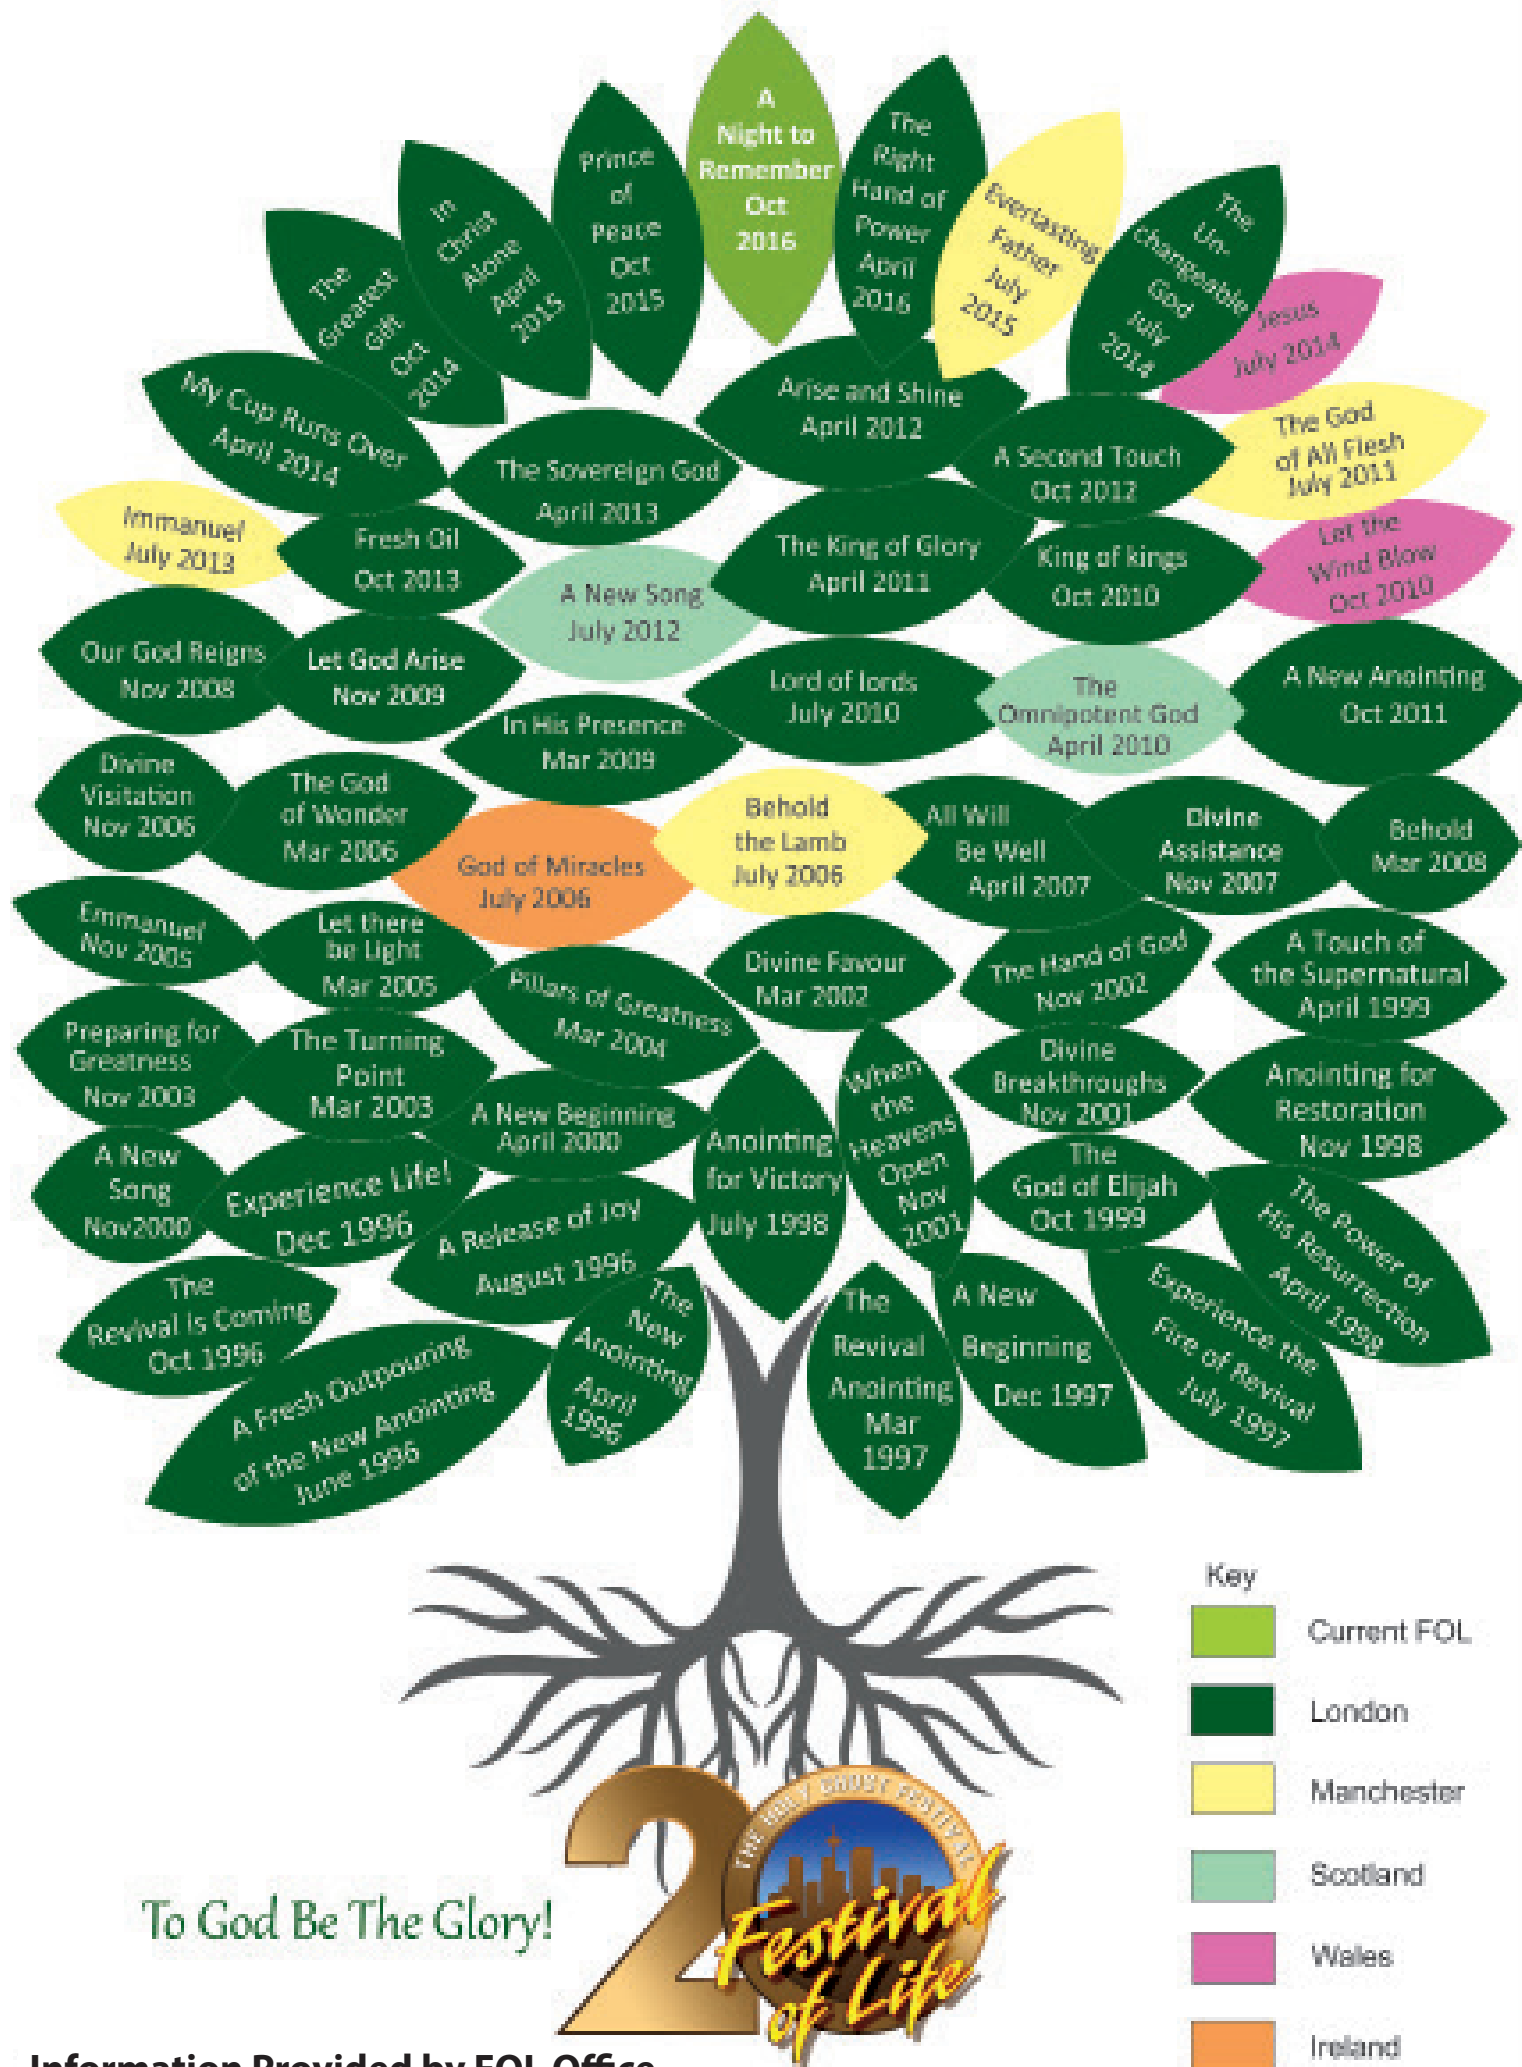 A
Night to
Remember
Oct
2016
The
Right
Hand of
Power
April
2016
Prince
of
Peace
Oct
2015
Everlasting
Father
July
2015
In
Christ
Alone
April
2015
The
Un-
changeable
God
July
2014
The
Greatest
Gift
Oct
2014
Jesus
July 2014
My Cup Runs Over
April 2014
Arise and Shine
April 2012
The Sovereign God
April 2013
A Second Touch
Oct 2012
The God
of All Flesh
July 2011
Immanuel
July 2013
Fresh Oil
Oct 2013
The King of Glory
April 2011
King of kings
Oct 2010
Let the
Wind Blow
Oct 2010
A New Song
July 2012
Our God Reigns
Nov 2008
Let God Arise
Nov 2009
Lord of lords
July 2010
The
Omnipotent God
April 2010
A New Anointing
Oct 2011
In His Presence
Mar 2009
Divine
Visitation
Nov 2006
The God
of Wonder
Mar 2006
God of Miracles
July 2006
Behold
the Lamb
July 2006
All Will
Be Well
April 2007
Divine
Assistance
Nov 2007
Behold
Mar 2008
Emmanuel
Nov 2005
Let there
be Light
Mar 2005
Pillars of Greatness
Mar 2004
Divine Favour
Mar 2002
The Hand of God
Nov 2002
A Touch of
the Supernatural
April 1999
Preparing for
Greatness
Nov 2003
The Turning
Point
Mar 2003
A New Beginning
April 2000
Anointing
for Victory
July 1998
When
the
Heavens
Open
Nov
2001
Divine
Breakthroughs
Nov 2001
Anointing for
Restoration
Nov 1998
A New
Song
Nov2000
Experience Life!
Dec 1996
A Release of Joy
August 1996
The
God of Elijah
Oct 1999
The Power of
His Resurrection
April 1998
The
Revival is Coming
Oct 1996
A Fresh Outpouring
of the New Anointing
June 1996
The
New
Anointing
April
1996
The
Revival
Anointing
Mar
1997
A New
Beginning
Dec 1997
Experience the
Fire of Revival
July 1997
Key
Current FOL
London
Manchester
Scotland
Wales
Ireland
To God Be The Glory!
20
THE HOLY GHOST FESTIVAL
Festival
of Life
Information Provided by FOL Office